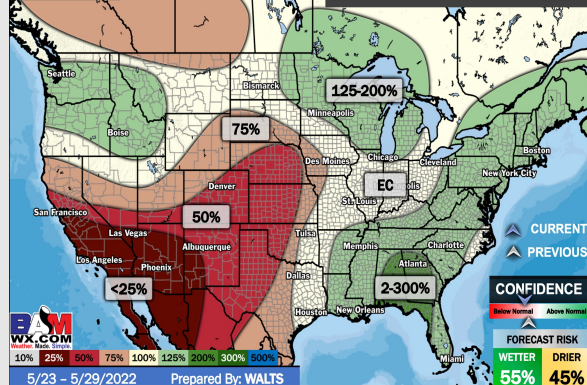 Seattle
Bismarck
125-200%
Minneapolis
Boise
75%
Boston
Des Moines
Chicago
Cleveland
New York City
Denver
EC
olis
St. Louis
San Francisco
50%
CURRENT
Las Vegas
Tulsa
Memphis
Charlotte
PREVIOUS
Albuquerque
Los Angeles
Phoenix
Atlanta
Dallas
<25%
2-300%
CONFIDENCE
Houston
New Orleans
Below Normal
Above Normal
BAM
WX.COM
Weather. Made. Simple.
FORECAST RISK
10% 25% 50% 75% 100% 125% 200% 300% 500%
Miami
WETTER DRIER
55% 45%
5/23 – 5/29/2022 Prepared By: WALTS